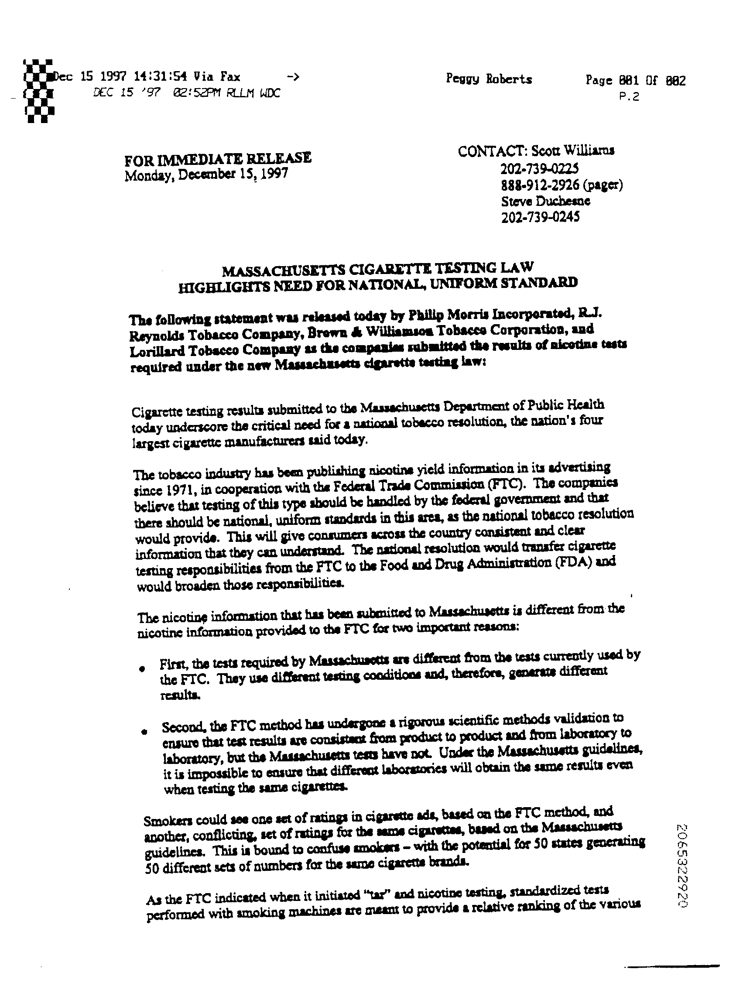 Dec 15 1997 14:31:54 Via Fax -> Peggy Roberts Page 001 Of 002
DEC 15 '97 02:52PM RLLM WDC P.2
FOR IMMEDIATE RELEASE
Monday, December 15, 1997
CONTACT: Scott Williams
202-739-0225
888-912-2926 (pager)
Steve Duchesne
202-739-0245
MASSACHUSETTS CIGARETTE TESTING LAW
HIGHLIGHTS NEED FOR NATIONAL, UNIFORM STANDARD
The following statement was released today by Philip Morris Incorporated, R.J.
Reynolds Tobacco Company, Brown & Williamson Tobacco Corporation, and
Lorillard Tobacco Company as the companies submitted the results of nicotine tests
required under the new Massachusetts cigarette testing law:
Cigarette testing results submitted to the Massachusetts Department of Public Health
today underscore the critical need for a national tobacco resolution, the nation's four
largest cigarette manufacturers said today.
The tobacco industry has been publishing nicotine yield information in its advertising
since 1971, in cooperation with the Federal Trade Commission (FTC). The companies
believe that testing of this type should be handled by the federal government and that
there should be national, uniform standards in this area, as the national tobacco resolution
would provide. This will give consumers across the country consistent and clear
information that they can understand. The national resolution would transfer cigarette
testing responsibilities from the FTC to the Food and Drug Administration (FDA) and
would broaden those responsibilities.
The nicotine information that has been submitted to Massachusetts is different from the
nicotine information provided to the FTC for two important reasons:
• First, the tests required by Massachusetts are different from the tests currently used by
the FTC. They use different testing conditions and, therefore, generate different
results.
• Second, the FTC method has undergone a rigorous scientific methods validation to
ensure that test results are consistent from product to product and from laboratory to
laboratory, but the Massachusetts tests have not. Under the Massachusetts guidelines,
it is impossible to ensure that different laboratories will obtain the same results even
when testing the same cigarettes.
Smokers could see one set of ratings in cigarette ads, based on the FTC method, and
another, conflicting, set of ratings for the same cigarettes, based on the Massachusetts
guidelines. This is bound to confuse smokers – with the potential for 50 states generating
50 different sets of numbers for the same cigarette brands.
As the FTC indicated when it initiated "tar" and nicotine testing, standardized tests
performed with smoking machines are meant to provide a relative ranking of the various
2065322920